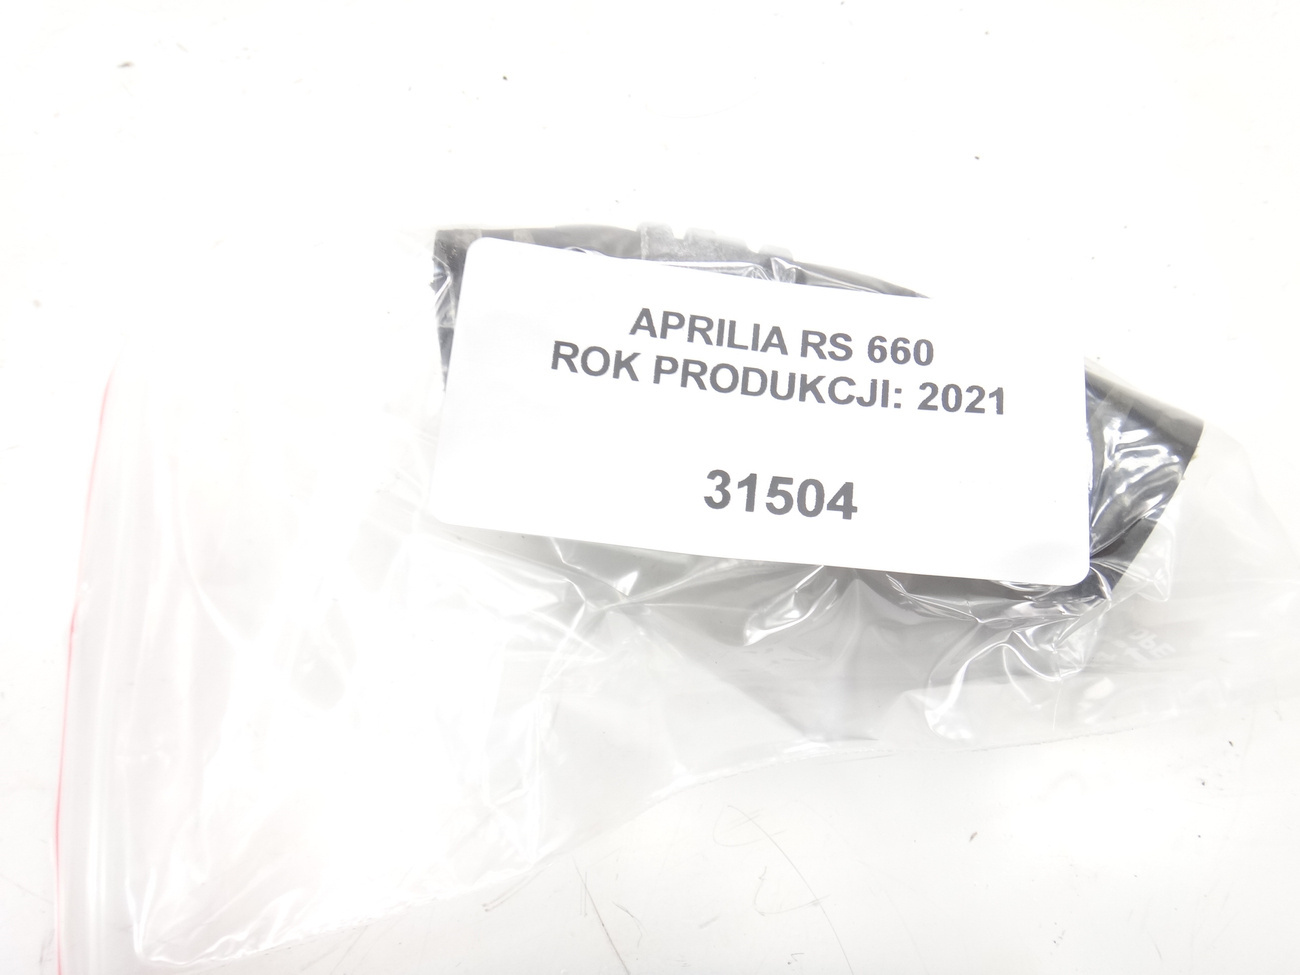 APRILIA RS 660
ROK PRODUKCJI: 2021
31504